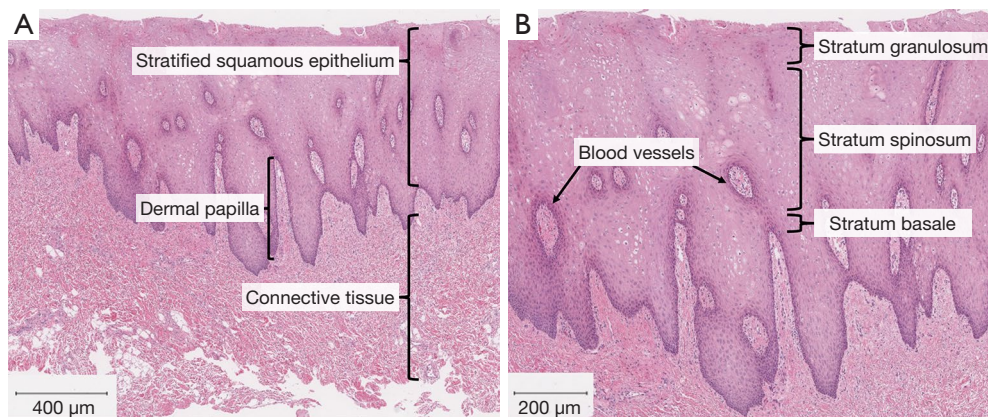 A
Stratified squamous epithelium
Dermal papilla
Connective tissue
400 µm
B
Stratum granulosum
Stratum spinosum
Blood vessels
Stratum basale
200 µm